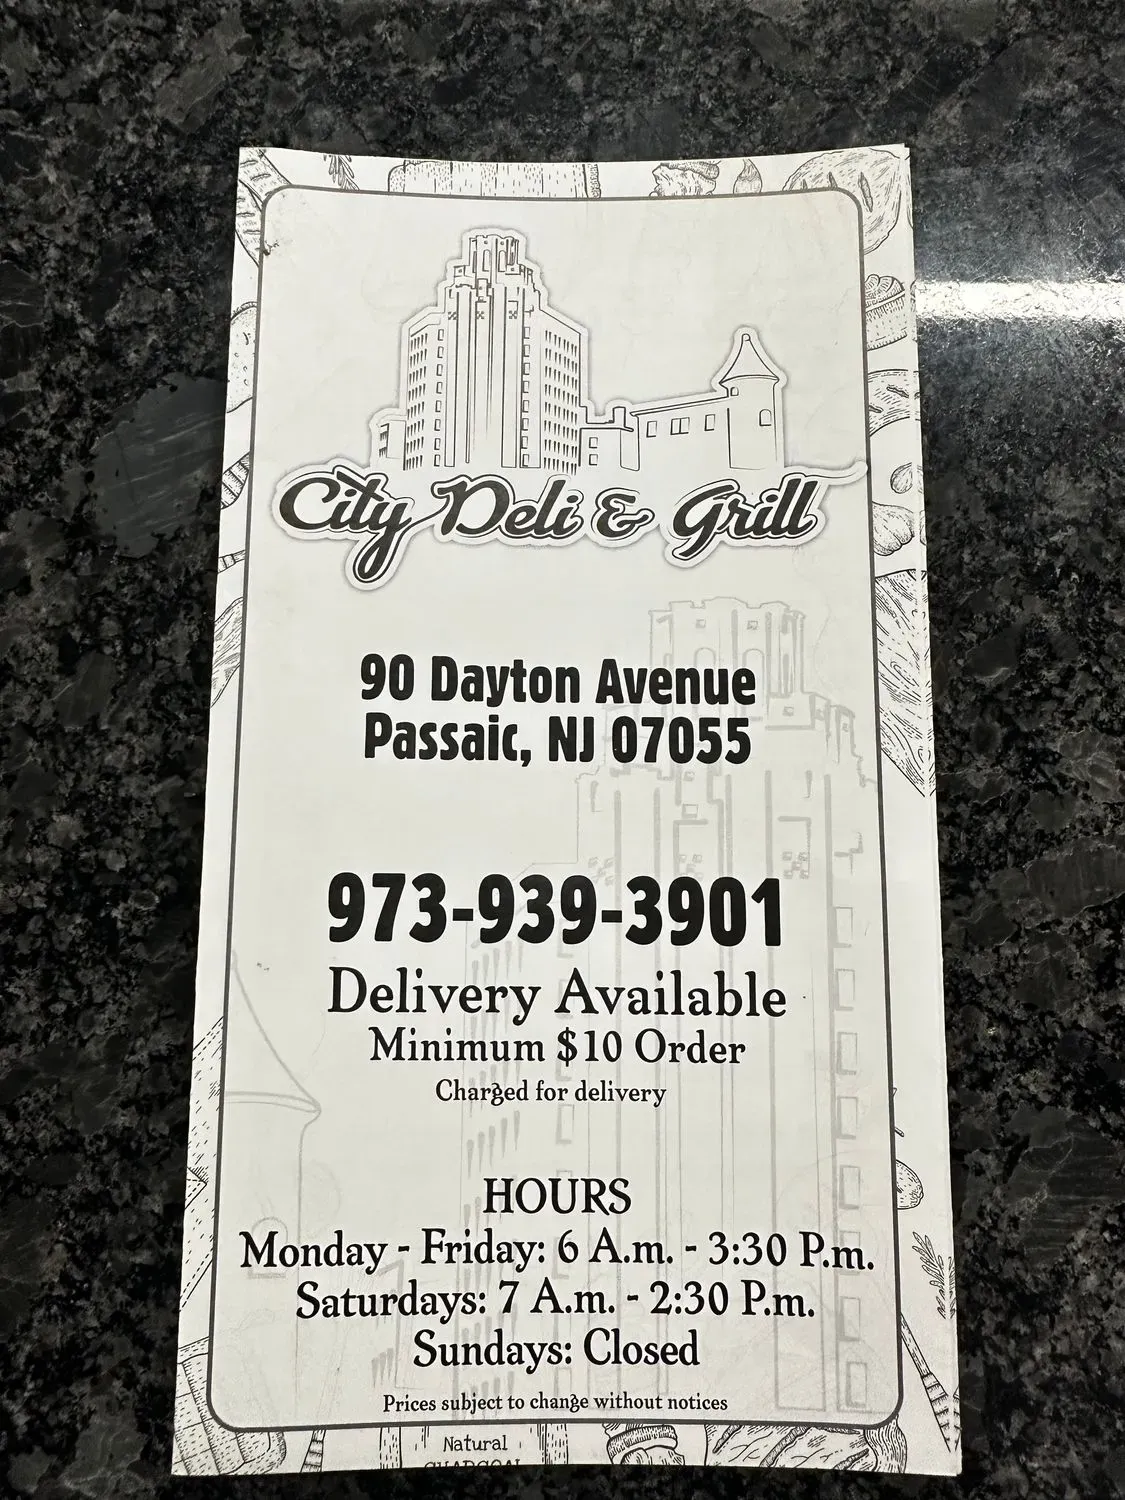 City Deli & Grill
90 Dayton Avenue
Passaic, NJ 07055
973-939-3901
Delivery Available
Minimum $10 Order
Charged for delivery
HOURS
Monday - Friday: 6 A.m. - 3:30 P.m.
Saturdays: 7 A.m. - 2:30 P.m.
Sundays: Closed
Prices subject to change without notices
Natural
CHARCOAL